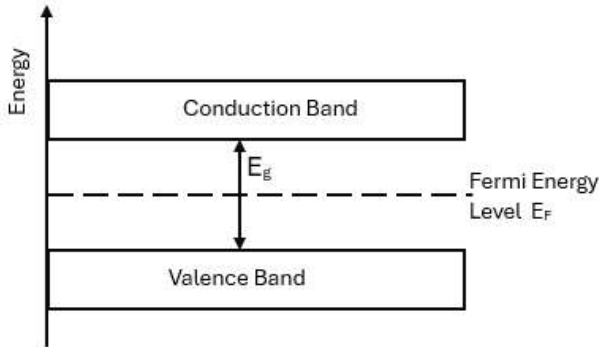 Energy
Conduction Band
Eg
Fermi Energy
Level EF
Valence Band